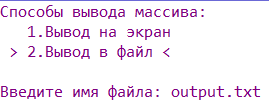 Способы вывода массива:
1.Вывод на экран
> 2.Вывод в файл <
Введите имя файла: output.txt